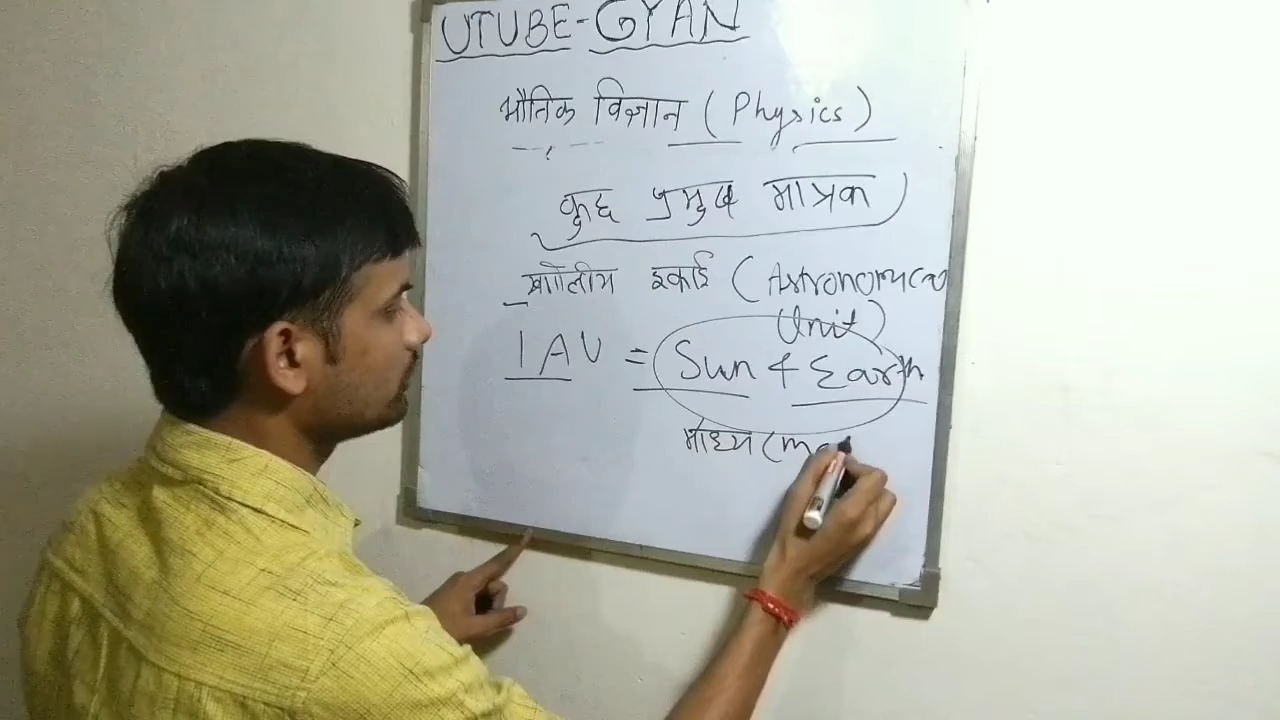 UTUBE-GYAN
भौतिक विज्ञान (Physics)
कुछ प्रमुख मात्रक
खगोलीय इकाई (Astronomical
Unit)
1 AU = Sun & Earth
माध्य (m